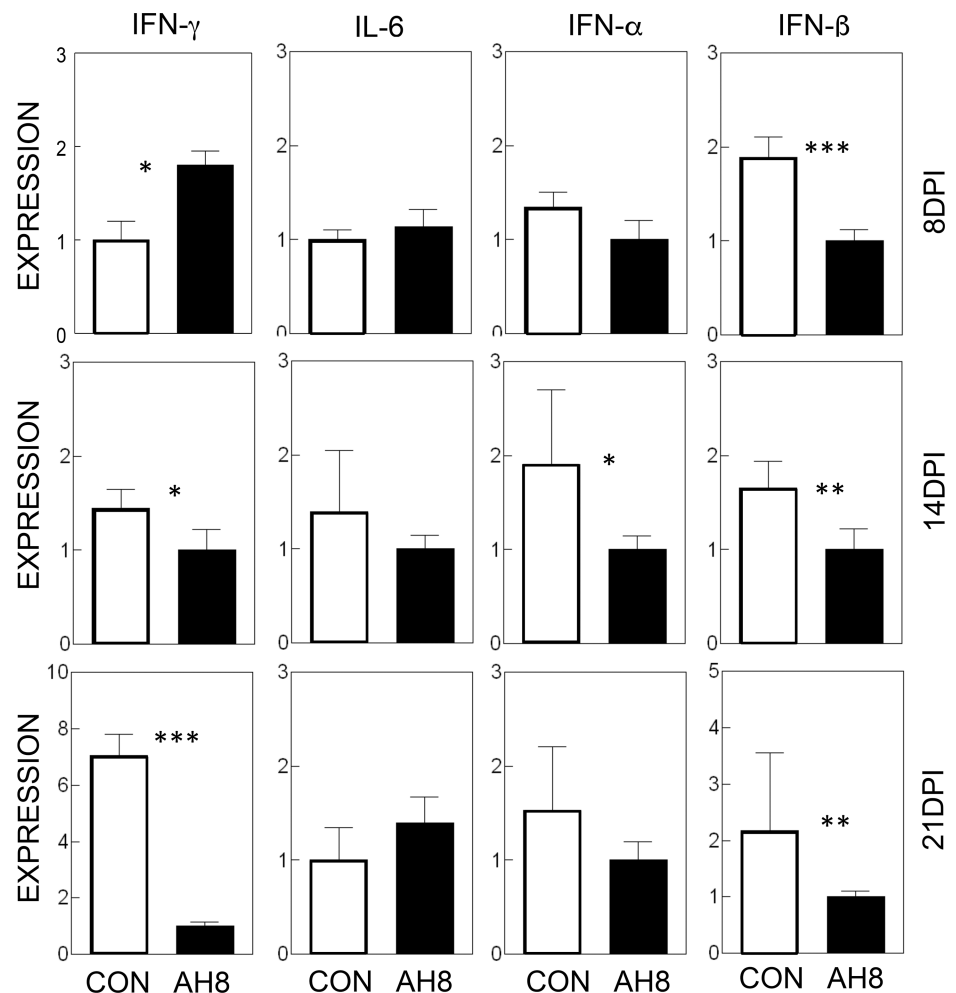 IFN-γ IL-6 IFN-α IFN-β
3 3 3 3
2 2 2 2
1 1 1 1
0 0 0 0
* ***
EXPRESSION
8DPI
3 3 3 3
2 2 2 2
1 1 1 1
0 0 0 0
* * **
EXPRESSION
14DPI
10 3 3 5
8 2 2 4
6 1 1 3
4 0 0 2
2 1
0 0
*** **
EXPRESSION
21DPI
CON AH8 CON AH8 CON AH8 CON AH8